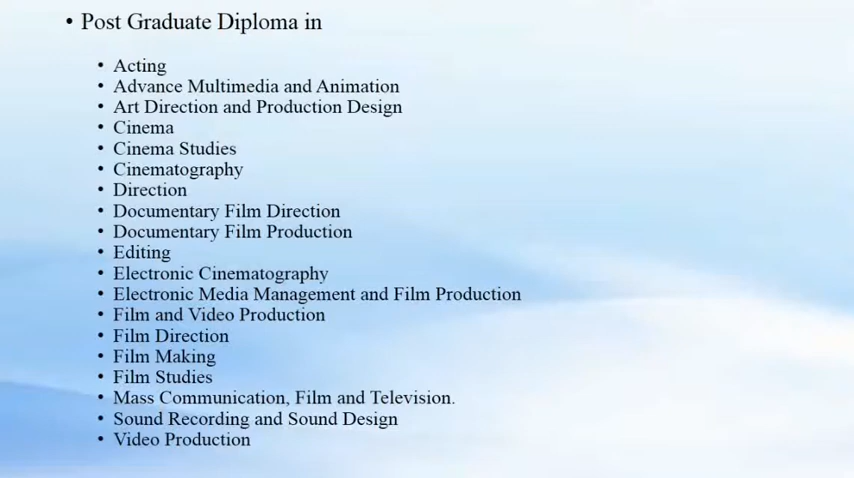 • Post Graduate Diploma in
• Acting
• Advance Multimedia and Animation
• Art Direction and Production Design
• Cinema
• Cinema Studies
• Cinematography
• Direction
• Documentary Film Direction
• Documentary Film Production
• Editing
• Electronic Cinematography
• Electronic Media Management and Film Production
• Film and Video Production
• Film Direction
• Film Making
• Film Studies
• Mass Communication, Film and Television.
• Sound Recording and Sound Design
• Video Production